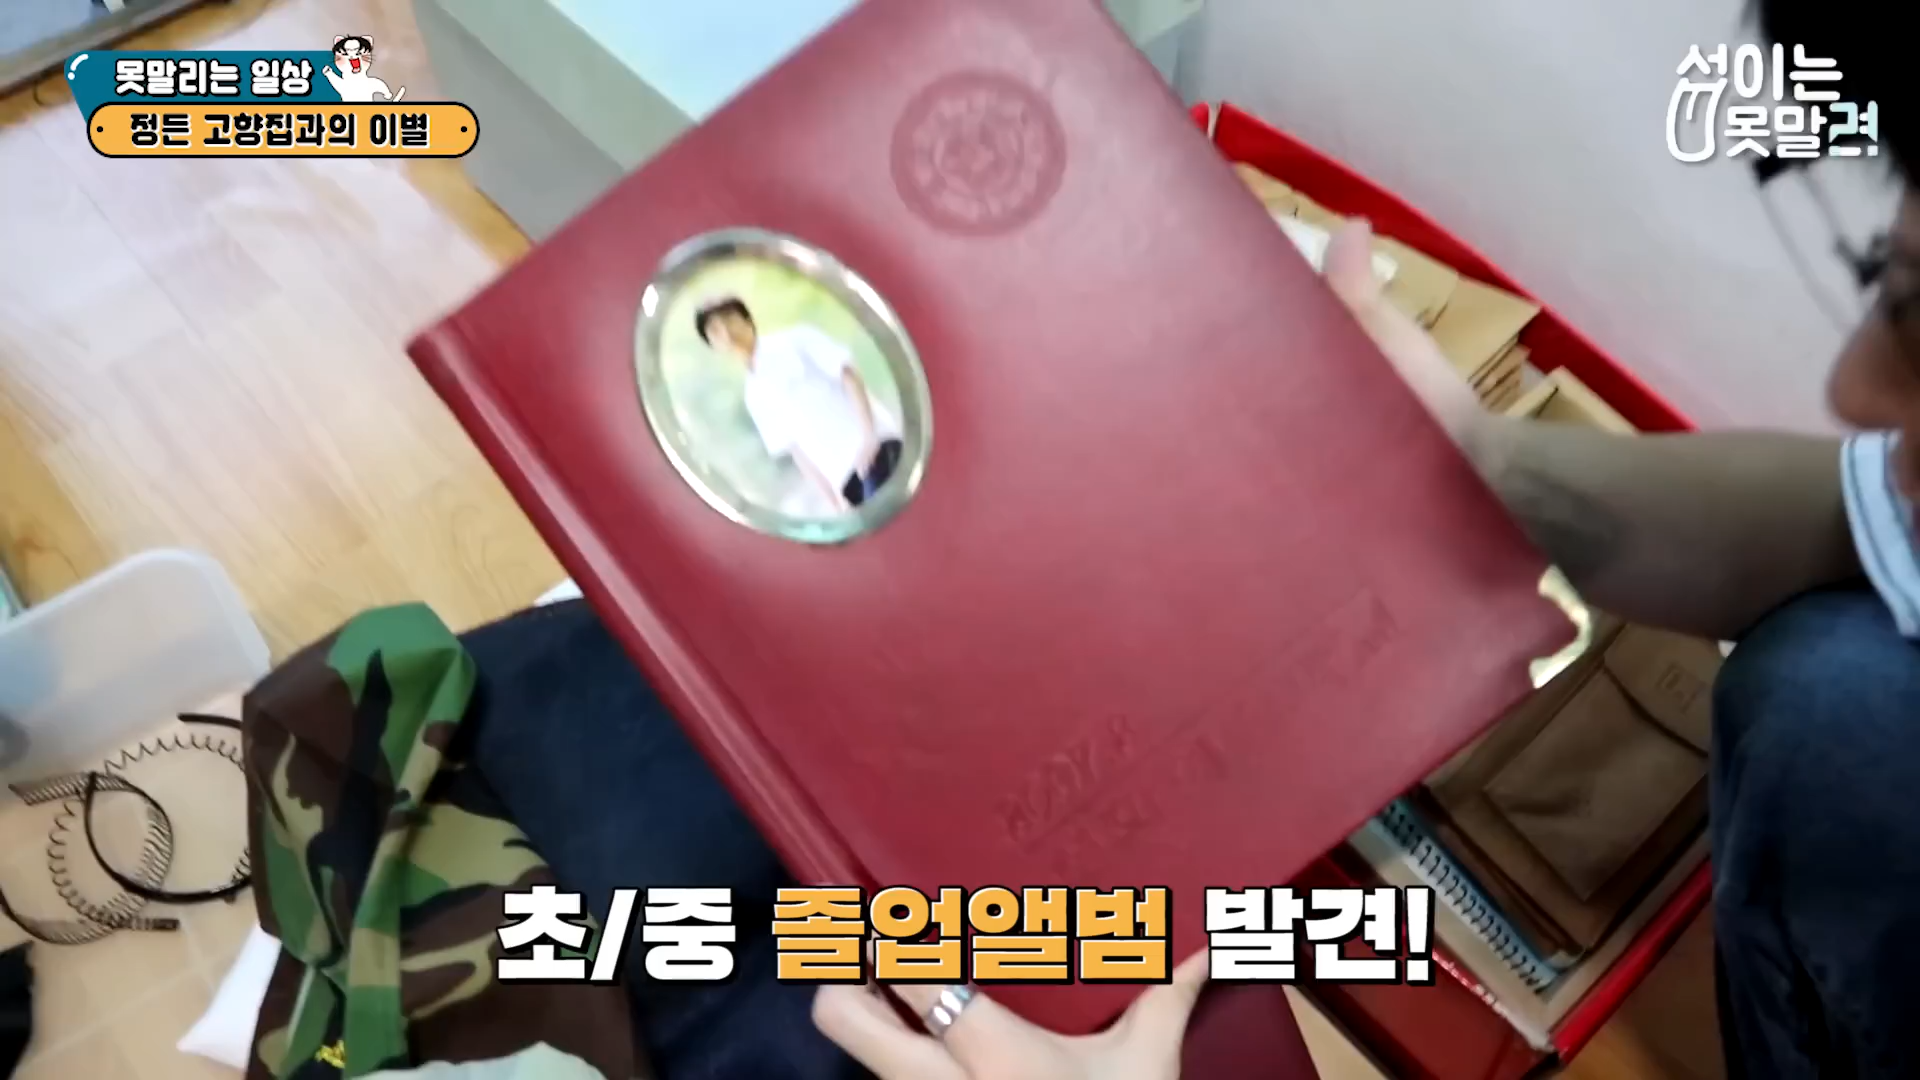 못말리는 일상
정든 고향집과의 이별
섭이는
못말려
초/중 졸업앨범 발견!